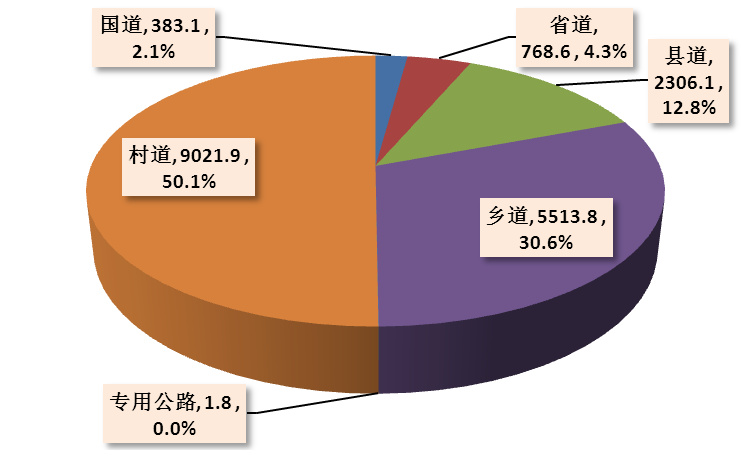 国道,383.1,
2.1%
省道,
768.6, 4.3%
县道,
2306.1,
12.8%
村道,9021.9,
50.1%
乡道,5513.8,
30.6%
专用公路,1.8,
0.0%